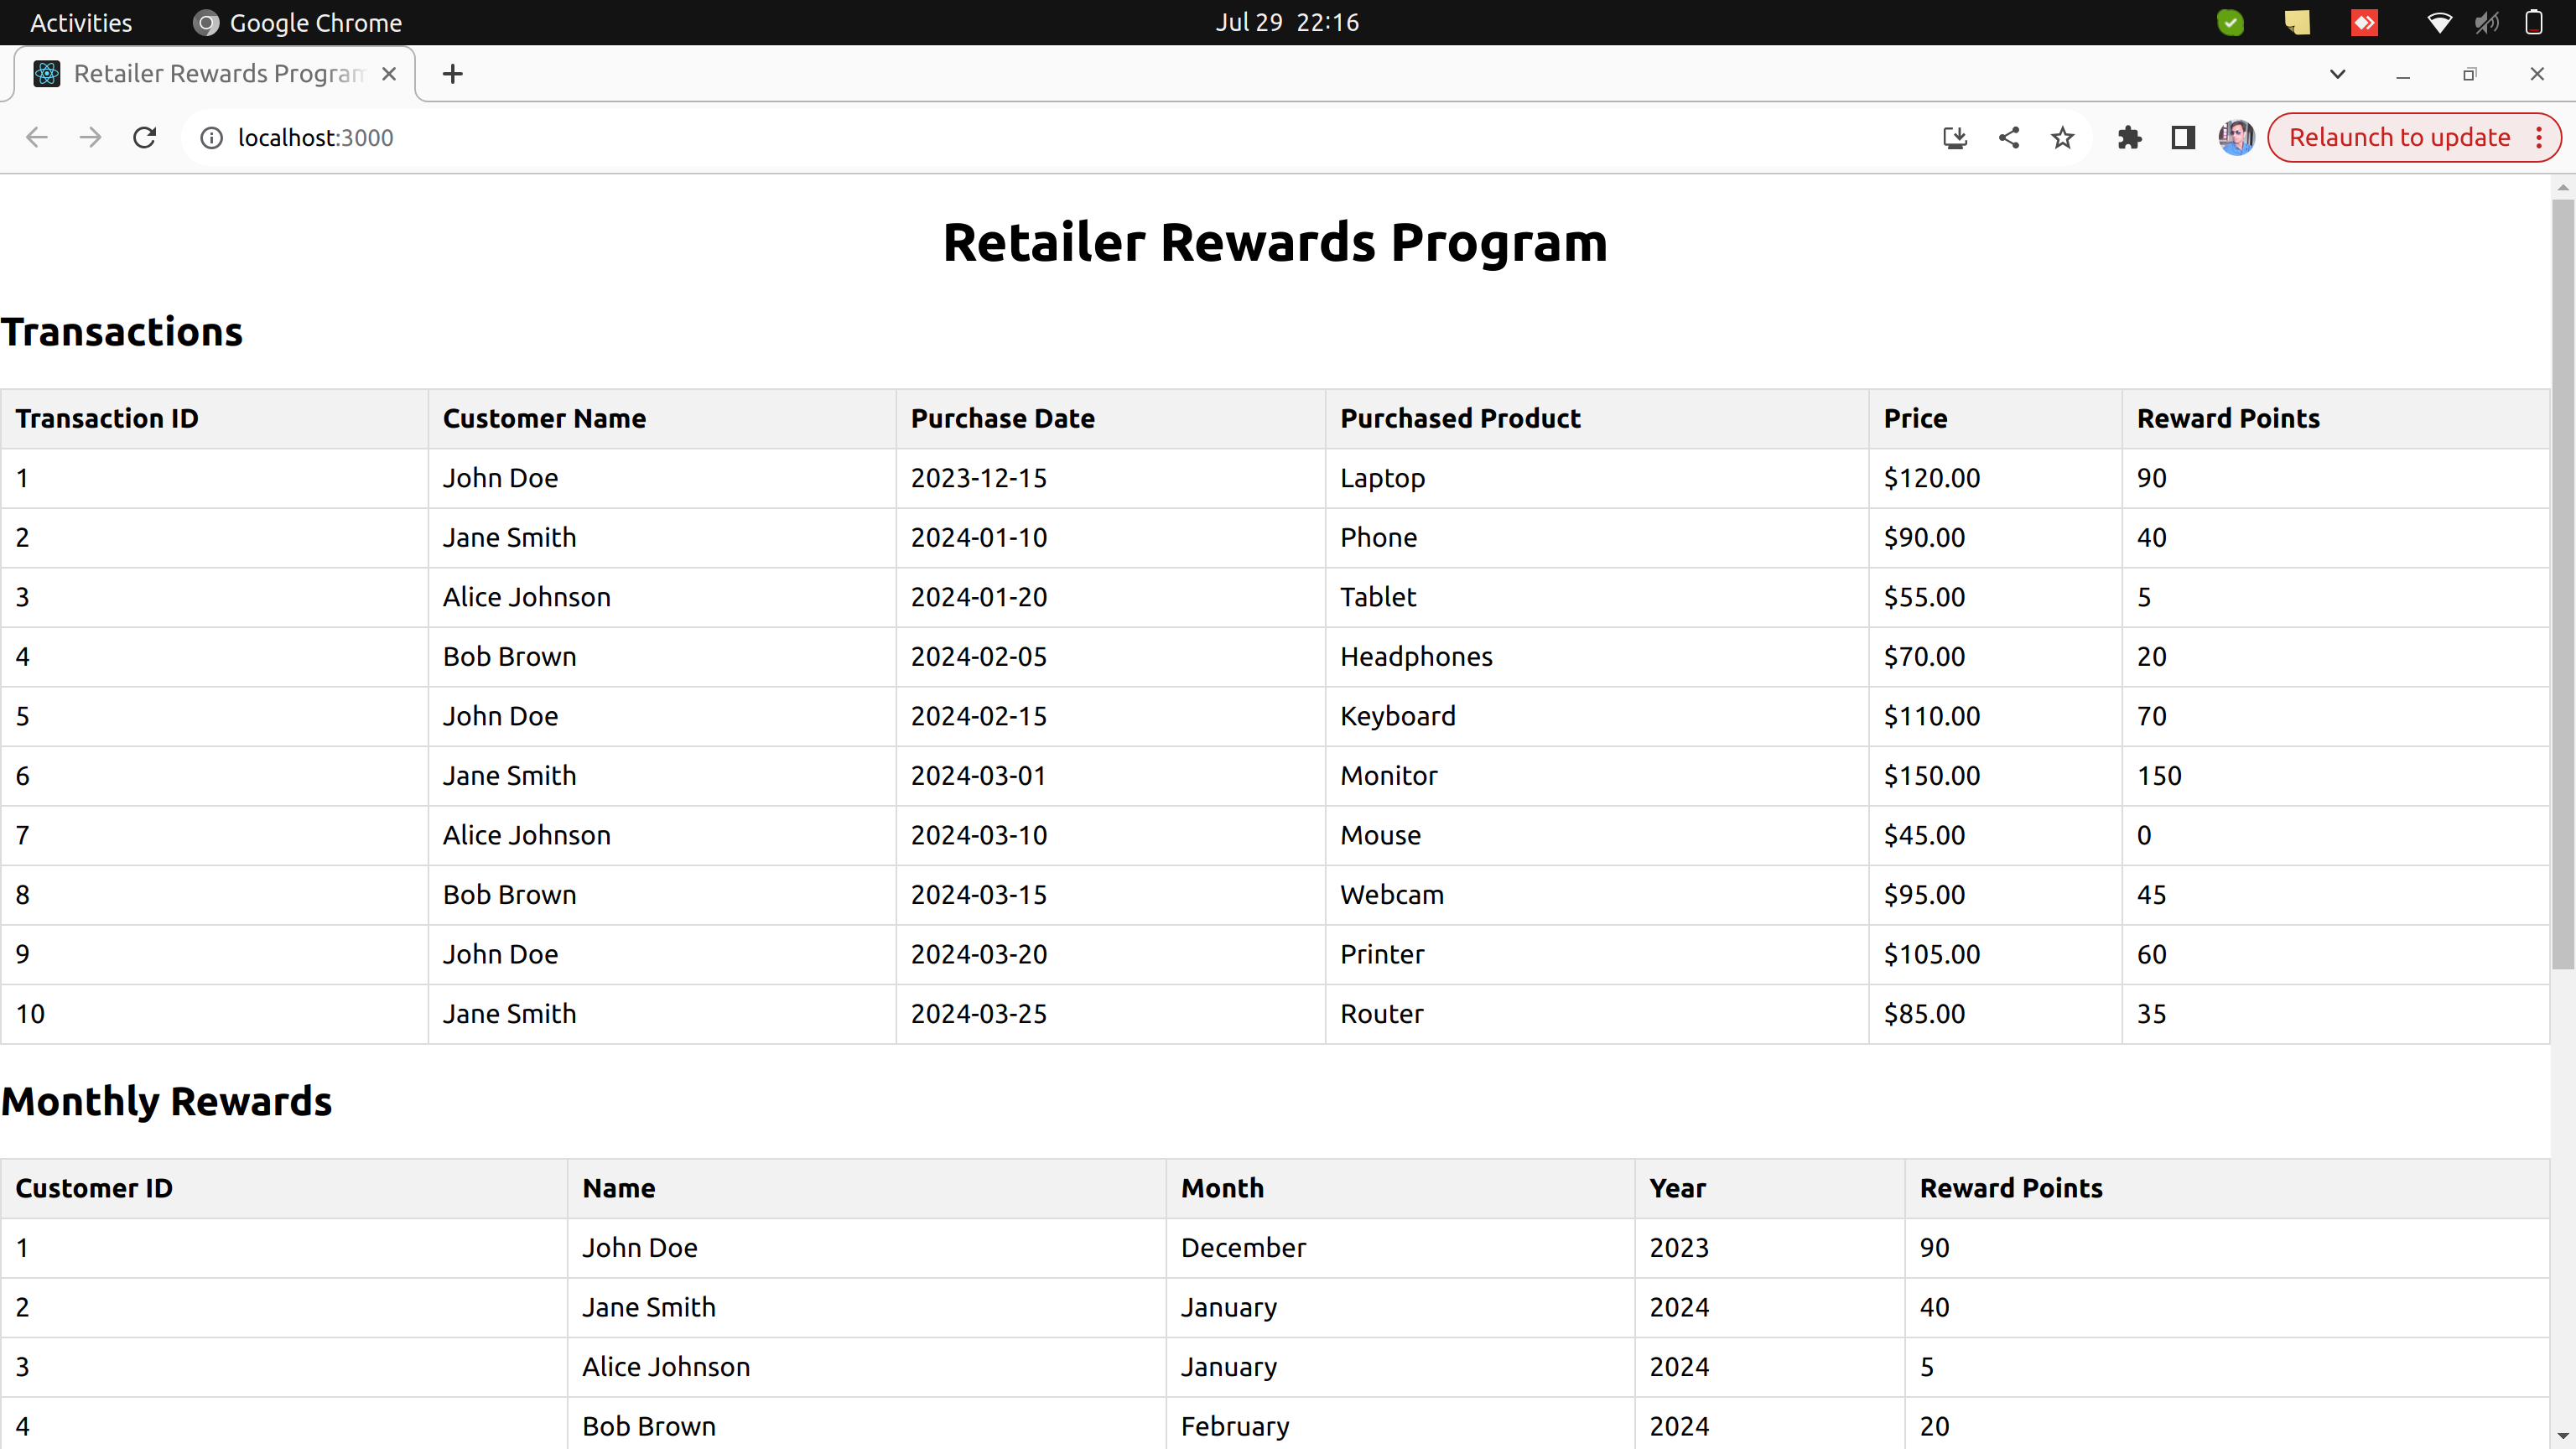 Activities Google Chrome Jul 29 22:16
Retailer Rewards Program
localhost:3000 Relaunch to update
Retailer Rewards Program
Transactions
Transaction ID Customer Name Purchase Date Purchased Product Price Reward Points
1 John Doe 2023-12-15 Laptop $120.00 90
2 Jane Smith 2024-01-10 Phone $90.00 40
3 Alice Johnson 2024-01-20 Tablet $55.00 5
4 Bob Brown 2024-02-05 Headphones $70.00 20
5 John Doe 2024-02-15 Keyboard $110.00 70
6 Jane Smith 2024-03-01 Monitor $150.00 150
7 Alice Johnson 2024-03-10 Mouse $45.00 0
8 Bob Brown 2024-03-15 Webcam $95.00 45
9 John Doe 2024-03-20 Printer $105.00 60
10 Jane Smith 2024-03-25 Router $85.00 35
Monthly Rewards
Customer ID Name Month Year Reward Points
1 John Doe December 2023 90
2 Jane Smith January 2024 40
3 Alice Johnson January 2024 5
4 Bob Brown February 2024 20